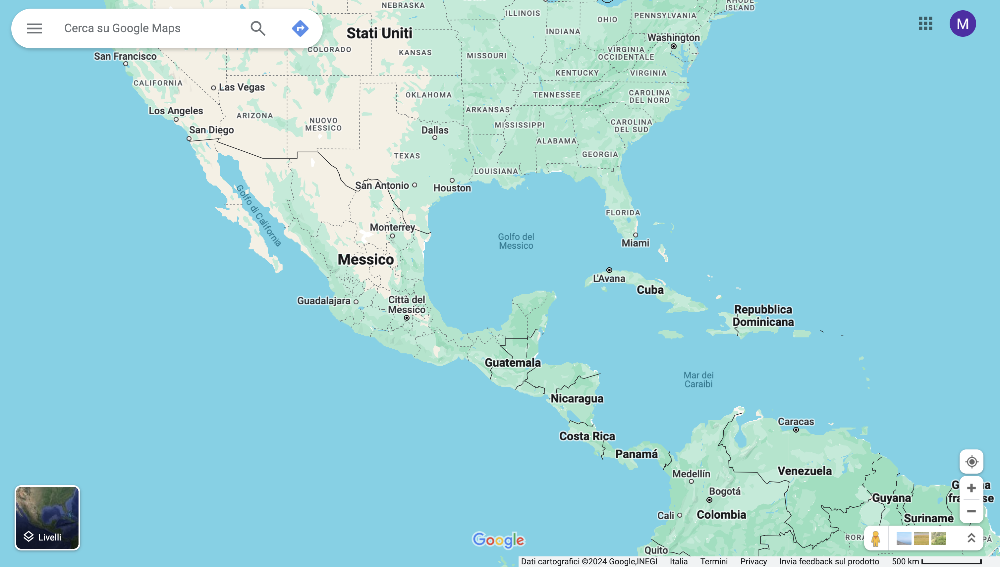 Cerca su Google Maps
M
NEBRASKA
ILLINOIS
OHIO
PENNSYLVANIA
RHODE
ISLAND
INDIANA
Stati Uniti
Washington
COLORADO
KANSAS
MISSOURI
VIRGINIA
OCCIDENTALE
San Francisco
KENTUCKY
VIRGINIA
CALIFORNIA
Las Vegas
OKLAHOMA
TENNESSEE
CAROLINA
DEL NORD
Los Angeles
ARIZONA
NUOVO
MESSICO
ARKANSAS
MISSISSIPPI
CAROLINA
DEL SUD
San Diego
Dallas
ALABAMA
TEXAS
GEORGIA
LOUISIANA
San Antonio
Houston
Golfo di California
FLORIDA
Monterrey
Golfo del
Messico
Miami
Messico
L'Avana
Cuba
Guadalajara
Città del
Messico
Repubblica
Dominicana
Guatemala
Mar dei
Caraibi
Nicaragua
Caracas
Costa Rica
Panamá
Medellín
Venezuela
Bogotá
Guyana
Cali
Colombia
Suriname
Livelli
Google
Quito
Dati cartografici ©2024 Google,INEGI Italia Termini Privacy Invia feedback sul prodotto 500 km